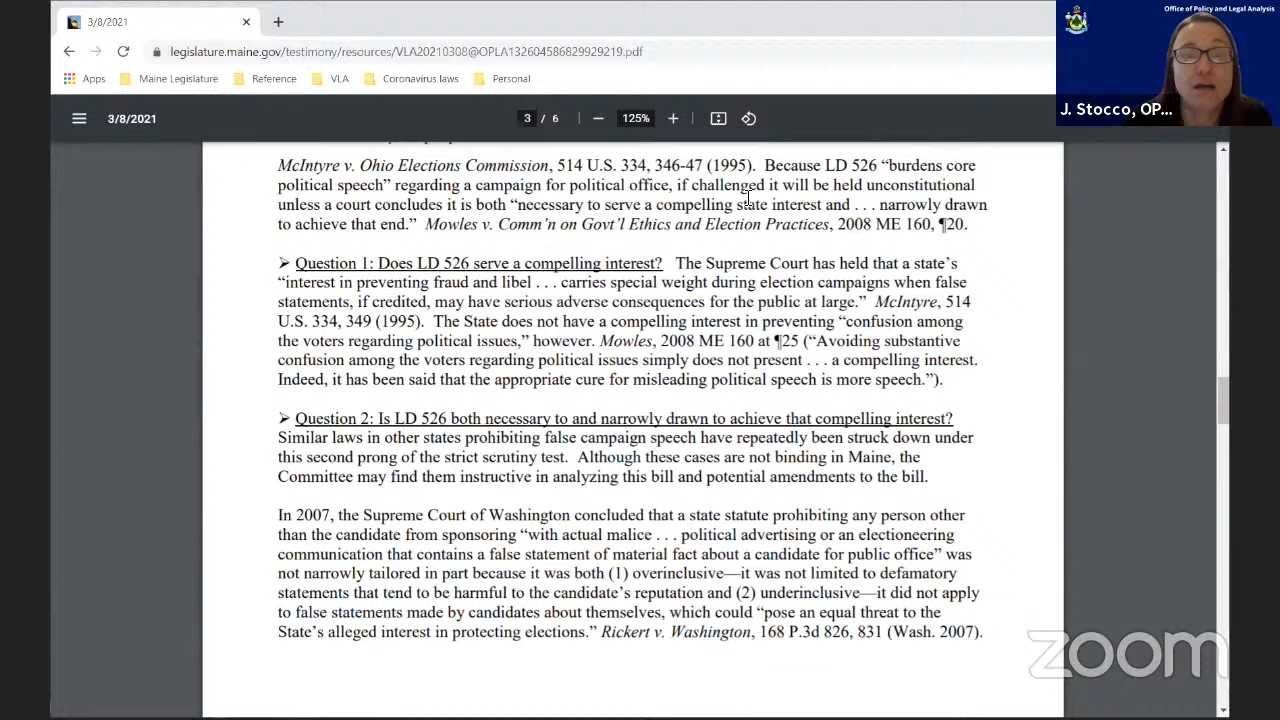 3/8/2021
Office of Policy and Legal Analysis
legislature.maine.gov/testimony/resources/VLA20210308@OPLA132604586829929219.pdf
Apps Maine Legislature Reference VLA Coronavirus laws Personal
J. Stocco, OP...
3/8/2021 3 / 6 125%
McIntyre v. Ohio Elections Commission, 514 U.S. 334, 346-47 (1995). Because LD 526 “burdens core
political speech” regarding a campaign for political office, if challenged it will be held unconstitutional
unless a court concludes it is both “necessary to serve a compelling state interest and . . . narrowly drawn
to achieve that end.” Mowles v. Comm’n on Govt’l Ethics and Election Practices, 2008 ME 160, ¶20.
➢ Question 1: Does LD 526 serve a compelling interest? The Supreme Court has held that a state’s
“interest in preventing fraud and libel . . . carries special weight during election campaigns when false
statements, if credited, may have serious adverse consequences for the public at large.” McIntyre, 514
U.S. 334, 349 (1995). The State does not have a compelling interest in preventing “confusion among
the voters regarding political issues,” however. Mowles, 2008 ME 160 at ¶25 (“Avoiding substantive
confusion among the voters regarding political issues simply does not present . . . a compelling interest.
Indeed, it has been said that the appropriate cure for misleading political speech is more speech.”).
➢ Question 2: Is LD 526 both necessary to and narrowly drawn to achieve that compelling interest?
Similar laws in other states prohibiting false campaign speech have repeatedly been struck down under
this second prong of the strict scrutiny test. Although these cases are not binding in Maine, the
Committee may find them instructive in analyzing this bill and potential amendments to the bill.
In 2007, the Supreme Court of Washington concluded that a state statute prohibiting any person other
than the candidate from sponsoring “with actual malice . . . political advertising or an electioneering
communication that contains a false statement of material fact about a candidate for public office” was
not narrowly tailored in part because it was both (1) overinclusive—it was not limited to defamatory
statements that tend to be harmful to the candidate’s reputation and (2) underinclusive—it did not apply
to false statements made by candidates about themselves, which could “pose an equal threat to the
State’s alleged interest in protecting elections.” Rickert v. Washington, 168 P.3d 826, 831 (Wash. 2007).
zoom